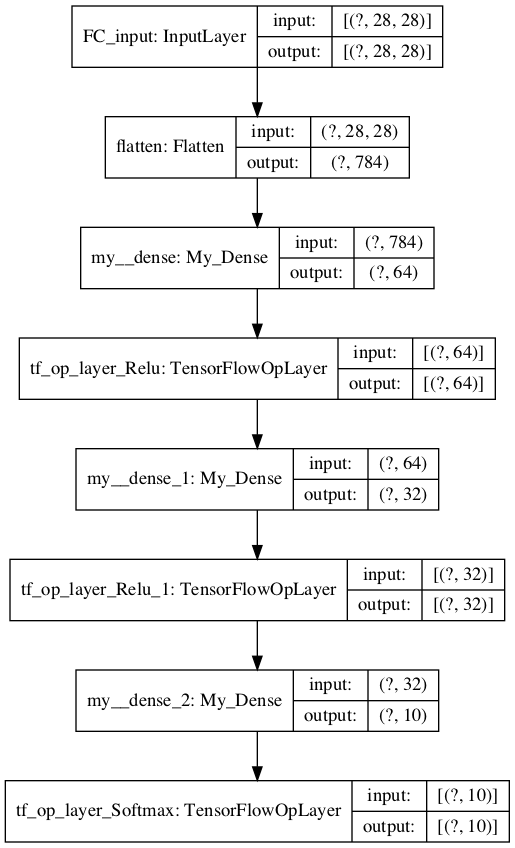 FC_input: InputLayer
input:
[(?, 28, 28)]
output:
[(?, 28, 28)]
flatten: Flatten
input:
(?, 28, 28)
output:
(?, 784)
my__dense: My_Dense
input:
(?, 784)
output:
(?, 64)
tf_op_layer_Relu: TensorFlowOpLayer
input:
[(?, 64)]
output:
[(?, 64)]
my__dense_1: My_Dense
input:
(?, 64)
output:
(?, 32)
tf_op_layer_Relu_1: TensorFlowOpLayer
input:
[(?, 32)]
output:
[(?, 32)]
my__dense_2: My_Dense
input:
(?, 32)
output:
(?, 10)
tf_op_layer_Softmax: TensorFlowOpLayer
input:
[(?, 10)]
output:
[(?, 10)]